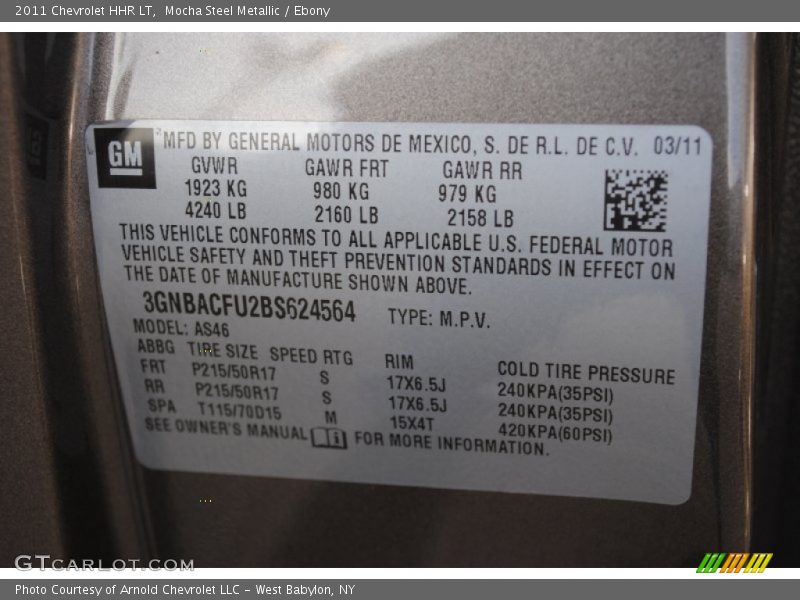 2011 Chevrolet HHR LT,  Mocha Steel Metallic / Ebony
GM
MFD BY GENERAL MOTORS DE MEXICO, S. DE R.L. DE C.V. 03/11
GVWR GAWR FRT GAWR RR
1923 KG 980 KG 979 KG
4240 LB 2160 LB 2158 LB
THIS VEHICLE CONFORMS TO ALL APPLICABLE U.S. FEDERAL MOTOR
VEHICLE SAFETY AND THEFT PREVENTION STANDARDS IN EFFECT ON
THE DATE OF MANUFACTURE SHOWN ABOVE.
3GNBACFU2BS624564 TYPE: M.P.V.
MODEL: AS46
ABBG TIRE SIZE SPEED RTG RIM COLD TIRE PRESSURE
FRT P215/50R17 S 17X6.5J 240KPA(35PSI)
RR P215/50R17 S 17X6.5J 240KPA(35PSI)
SPA T115/70D15 M 15X4T 420KPA(60PSI)
SEE OWNER'S MANUAL FOR MORE INFORMATION.
GTCARLOT.COM
Photo Courtesy of Arnold Chevrolet LLC - West Babylon, NY